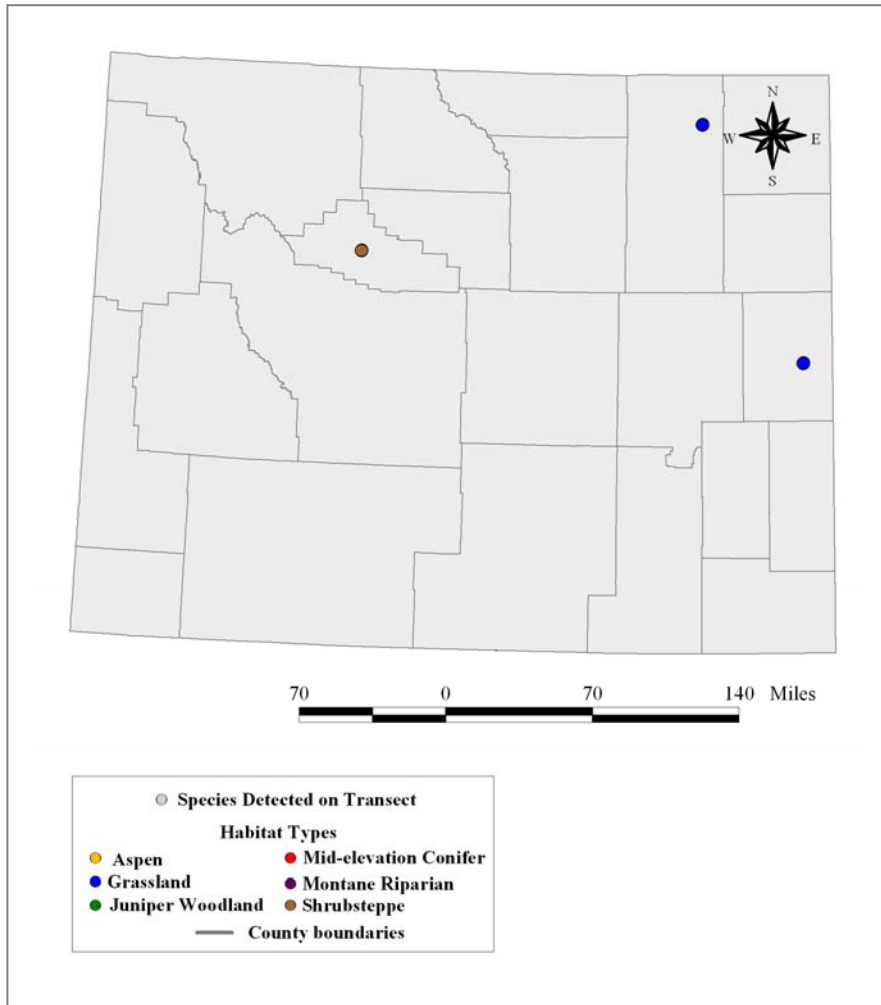 N
W E
S
70 0 70 140 Miles
Species Detected on Transect
Habitat Types
Aspen Mid-elevation Conifer
Grassland Montane Riparian
Juniper Woodland Shrubsteppe
County boundaries